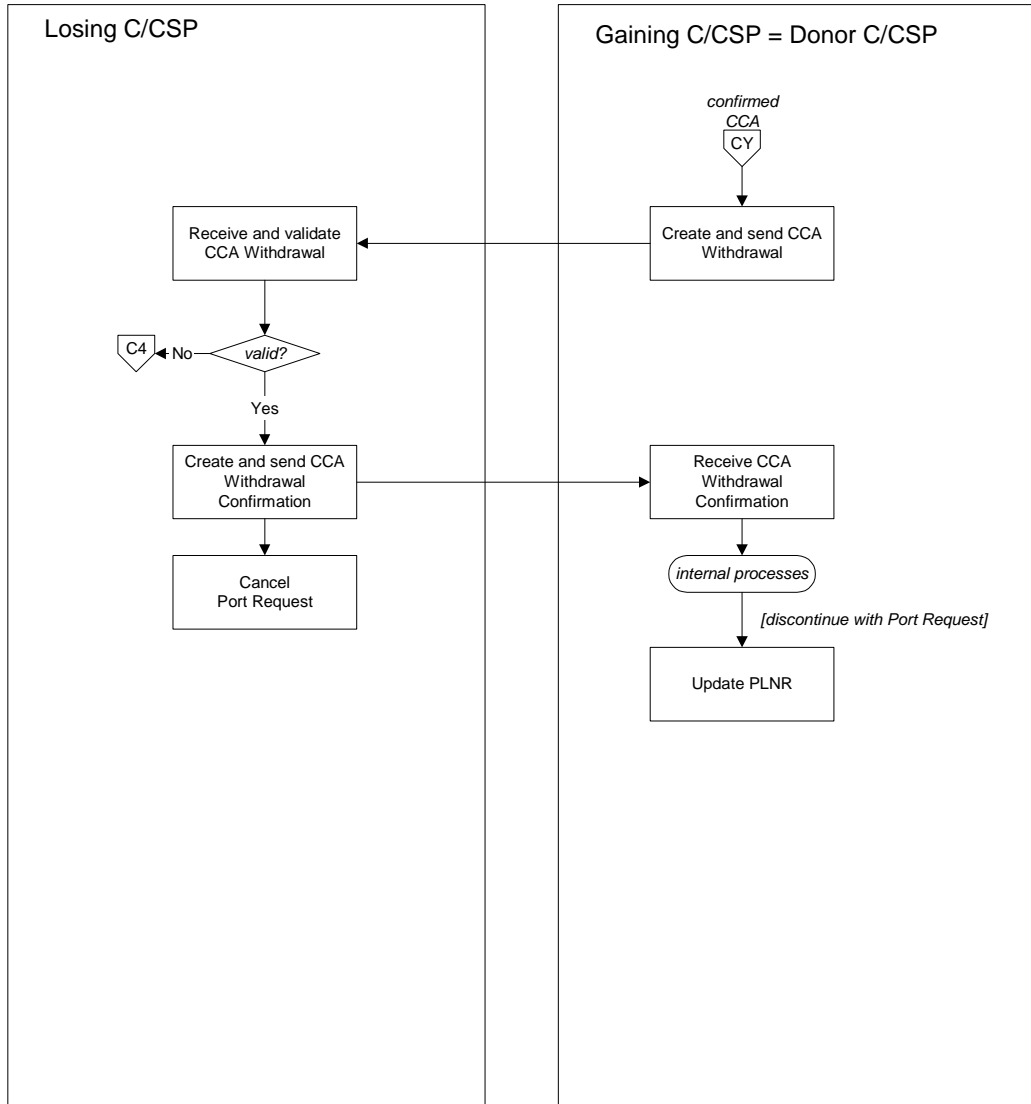 Losing C/CSP
Gaining C/CSP = Donor C/CSP
confirmed
CCA
CY
Receive and validate
CCA Withdrawal
Create and send CCA
Withdrawal
C4
No
valid?
Yes
Create and send CCA
Withdrawal
Confirmation
Receive CCA
Withdrawal
Confirmation
Cancel
Port Request
internal processes
[discontinue with Port Request]
Update PLNR